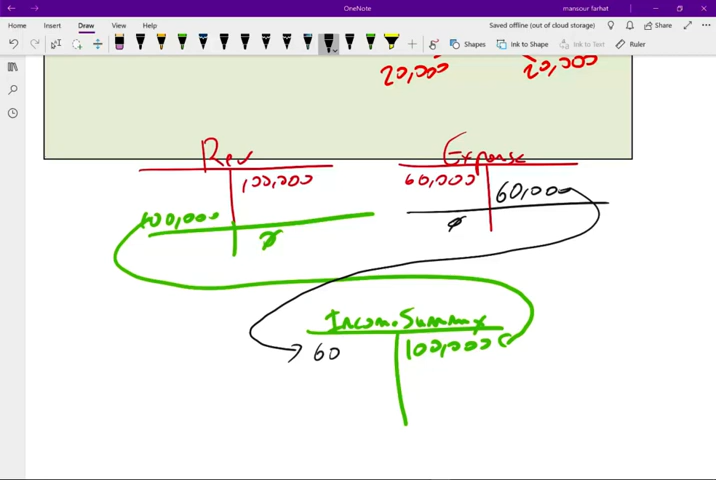 OneNote
mansour farhat
Home Insert Draw View Help Saved offline (out of cloud storage) Share
Shapes Ink to Shape Ink to Text Ruler
20,000 20,000
Rev Expense
100,000 60,000 60,000
100,000 ø ø
Incom.Summry
60 100,000